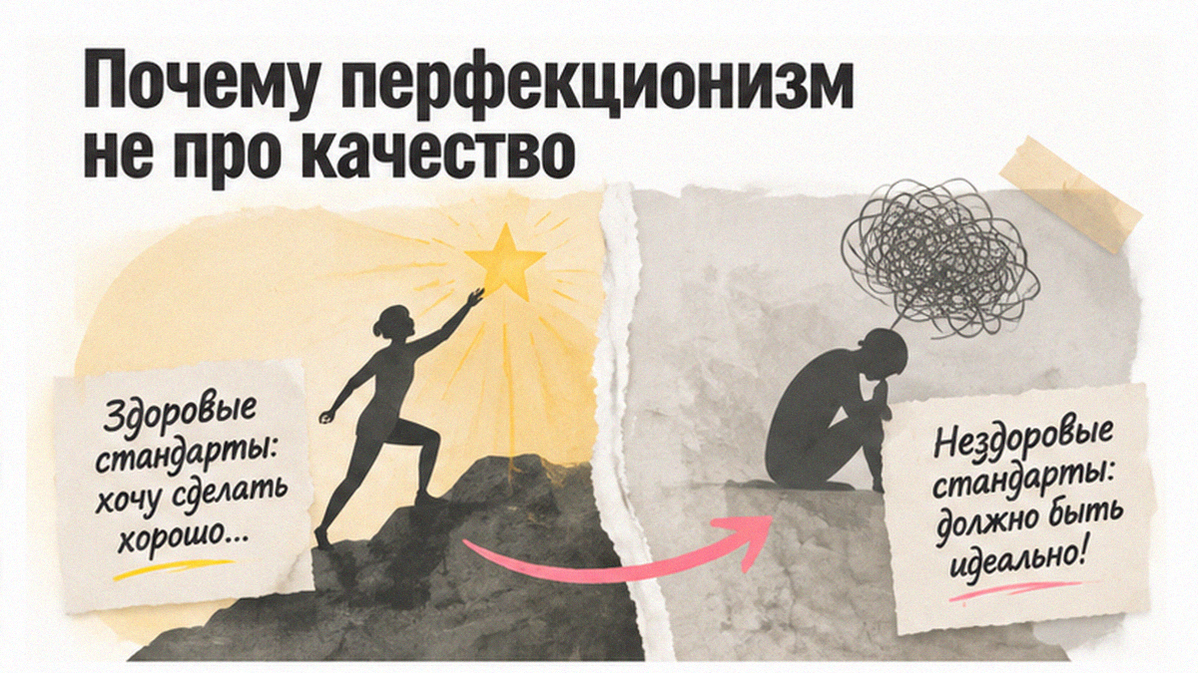 Почему перфекционизм
не про качество
Здоровые
стандарты:
хочу сделать
хорошо...
Нездоровые
стандарты:
должно быть
идеально!